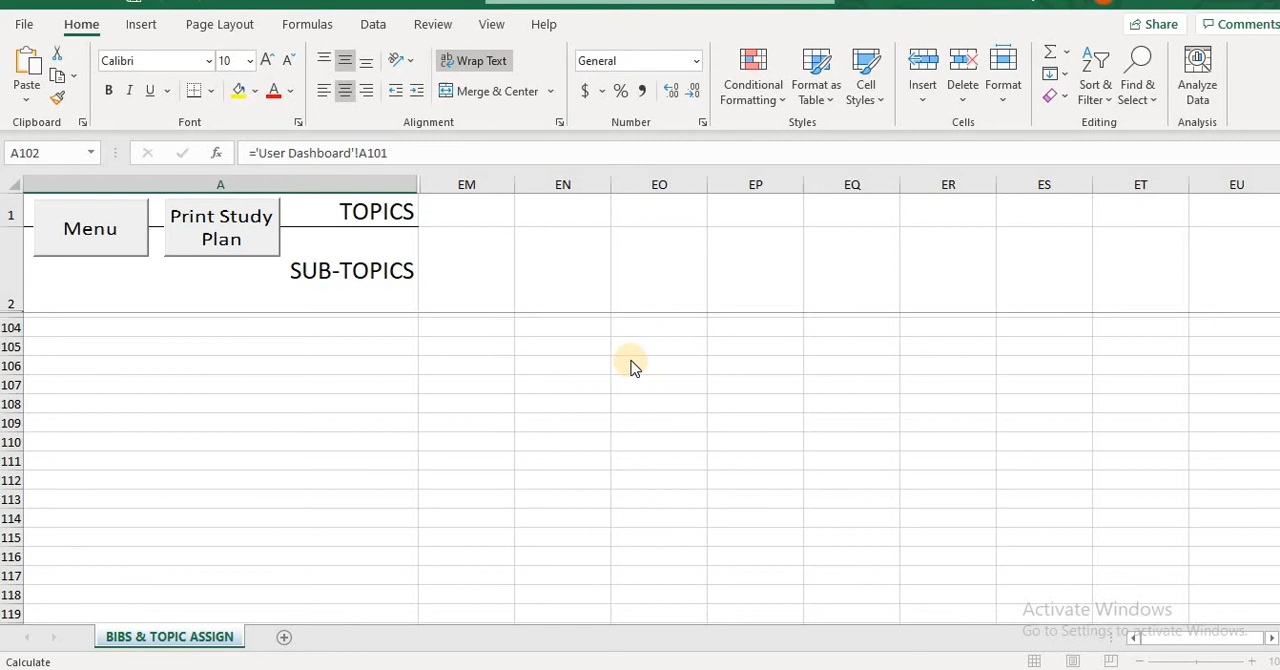 File Home Insert Page Layout Formulas Data Review View Help Share Comments
Calibri 10 Wrap Text General
Paste Merge & Center Conditional Formatting Format as Table Cell Styles Insert Delete Format Sort & Filter Find & Select Analyze Data
Clipboard Font Alignment Number Styles Cells Editing Analysis
A102 fx ='User Dashboard'!A101
A EM EN EO EP EQ ER ES ET EU
1 Menu Print Study Plan TOPICS
SUB-TOPICS
2
104
105
106
107
108
109
110
111
112
113
114
115
116
117
118
119
Activate Windows
Go to Settings to activate Windows.
BIBS & TOPIC ASSIGN
Calculate